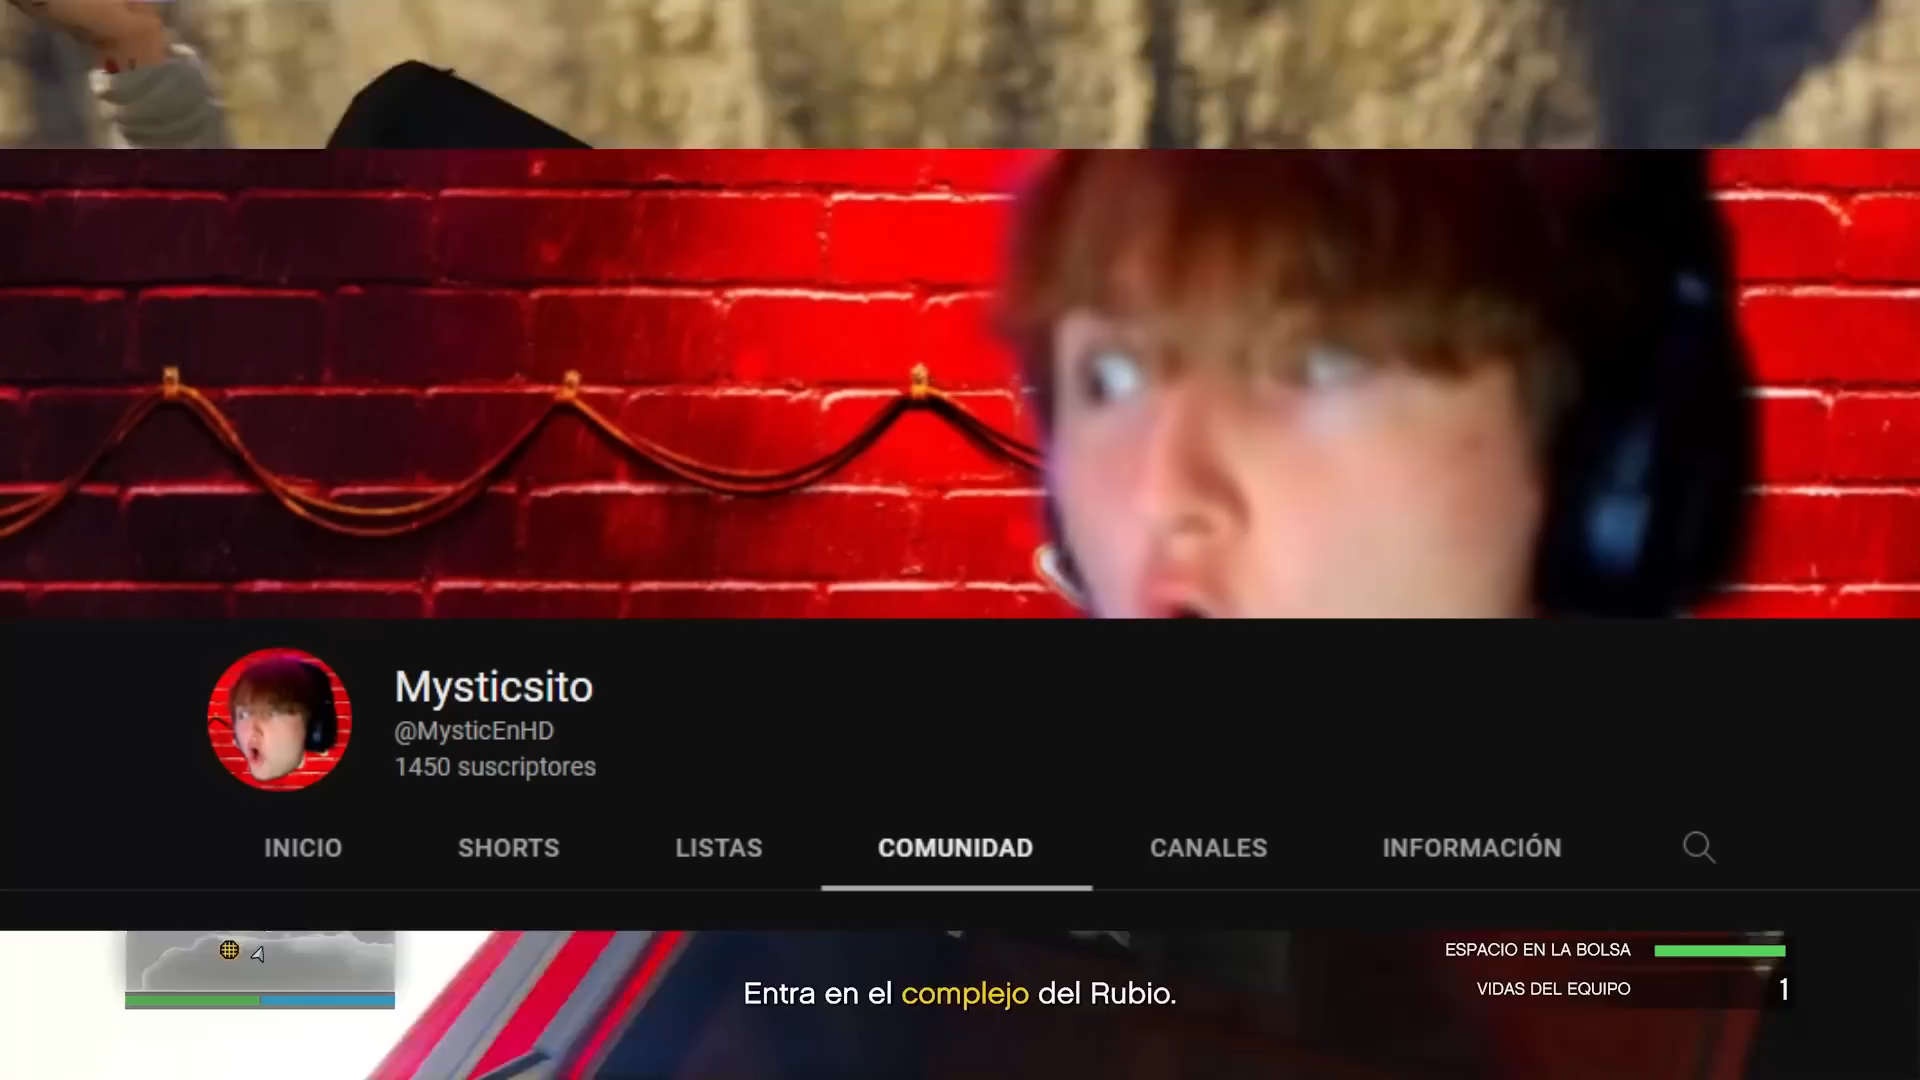 Mysticsito
@MysticEnHD
1450 suscriptores
INICIO SHORTS LISTAS COMUNIDAD CANALES INFORMACIÓN
ESPACIO EN LA BOLSA
VIDAS DEL EQUIPO 1
Entra en el complejo del Rubio.